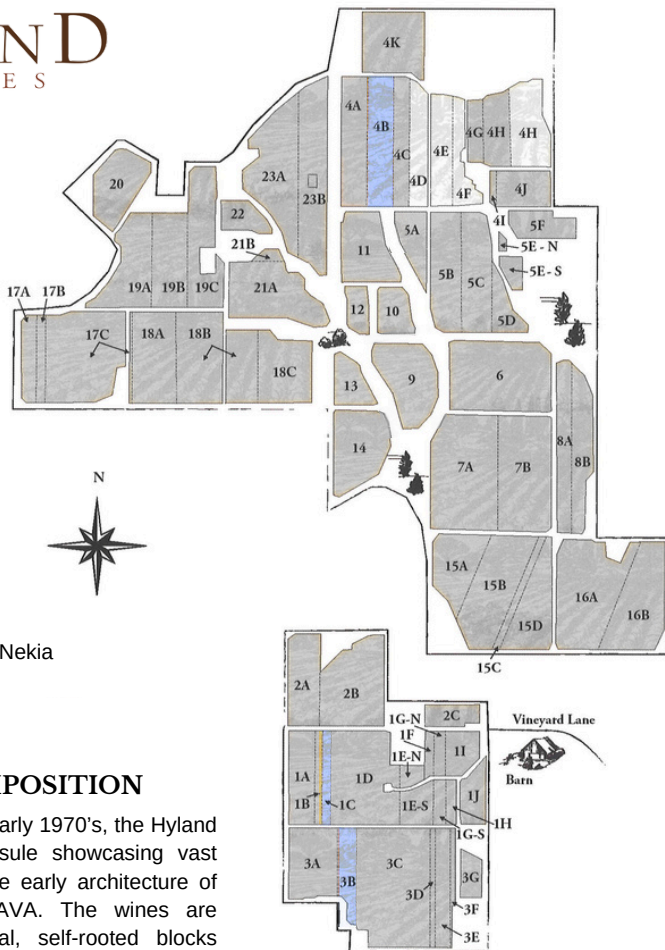 ND
ES
4K
4A
4B
4C
4D
4E
4F
4G
4H
4H
4I
4J
23A
23B
20
22
21B
21A
11
5A
5B
5C
5D
5E - N
5E - S
5F
19A
19B
19C
17A
17B
17C
18A
18B
18C
12
10
13
9
6
14
7A
7B
8A
8B
N
15A
15B
15C
15D
16A
16B
Nekia
2A
2B
2C
1G-N
1F
1E-N
1I
Vineyard Lane
Barn
1A
1B
1C
1D
1E-S
1J
1H
1G-S
3A
3B
3C
3D
3G
3F
3E
POSITION
arly 1970's, the Hyland
sule showcasing vast
e early architecture of
AVA. The wines are
al, self-rooted blocks